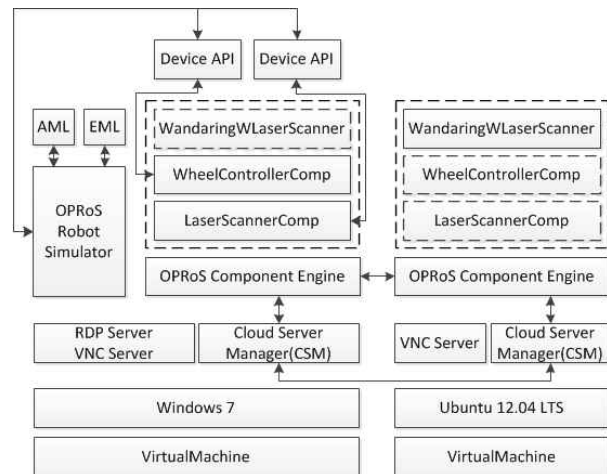 Device API
Device API
AML
EML
WandaringWLaserScanner
WandaringWLaserScanner
WheelControllerComp
WheelControllerComp
OPRoS
Robot
Simulator
LaserScannerComp
LaserScannerComp
OPRoS Component Engine
OPRoS Component Engine
RDP Server
VNC Server
Cloud Server
Manager(CSM)
VNC Server
Cloud Server
Manager(CSM)
Windows 7
Ubuntu 12.04 LTS
VirtualMachine
VirtualMachine